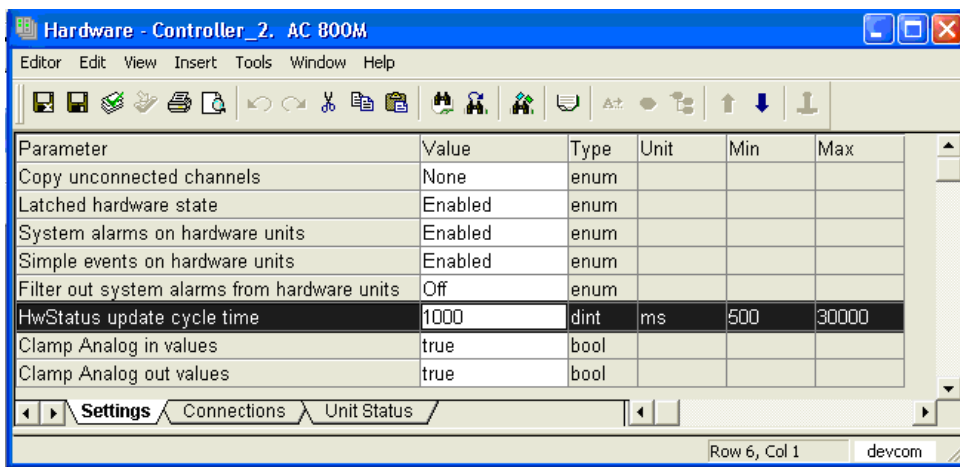 Hardware - Controller_2. AC 800M
Editor Edit View Insert Tools Window Help
Parameter Value Type Unit Min Max
Copy unconnected channels None enum
Latched hardware state Enabled enum
System alarms on hardware units Enabled enum
Simple events on hardware units Enabled enum
Filter out system alarms from hardware units Off enum
HwStatus update cycle time 1000 dint ms 500 30000
Clamp Analog in values true bool
Clamp Analog out values true bool
Settings Connections Unit Status
Row 6, Col 1 devcom